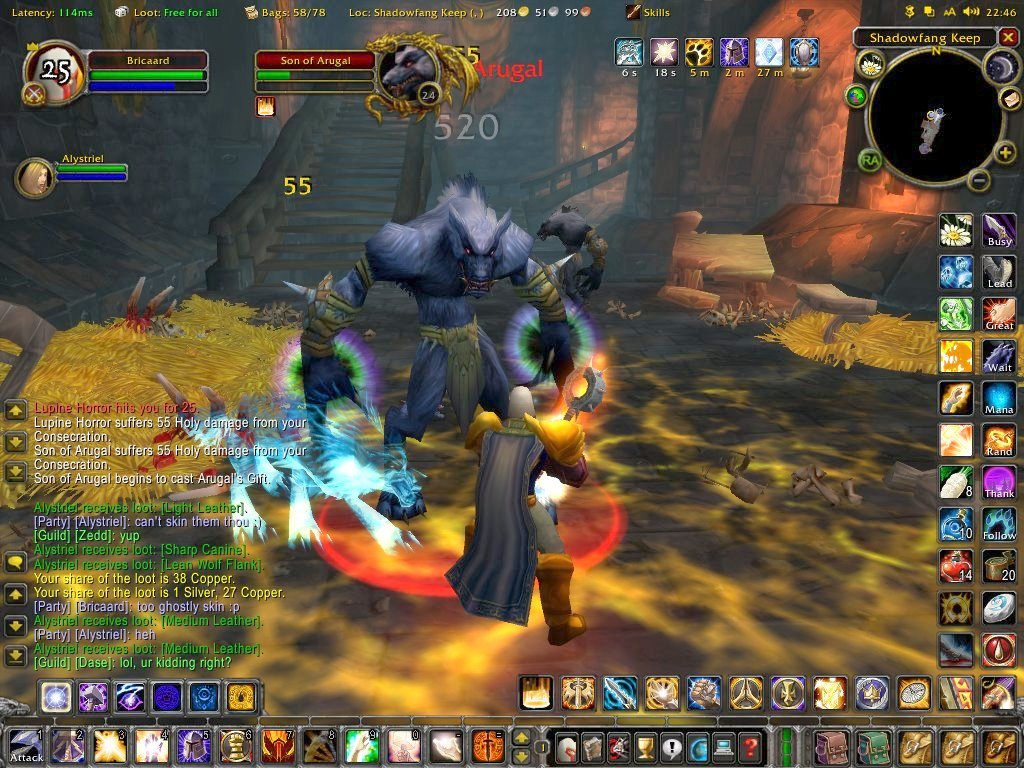 Latency: 114ms Loot: Free for all Bags: 58/78 Loc: Shadowfang Keep (, ) 208 51 99 Skills 22:46
Shadowfang Keep
N
RA
25
Bricaard
Son of Arugal
24
55
Arugal
520
6 s 18 s 5 m 2 m 27 m
Alystriel
55
Busy
Lead
Great
Wait
Mana
Rand
8 Thank
10 Follow
14 20
Lupine Horror hits you for 25.
Lupine Horror suffers 55 Holy damage from your
Consecration.
Son of Arugal suffers 55 Holy damage from your
Consecration.
Son of Arugal begins to cast Arugal's Gift.
Alystriel receives loot: [Light Leather].
[Party] [Alystriel]: can't skin them thou :)
[Guild] [Zedd]: yup
Alystriel receives loot: [Sharp Canine].
Alystriel receives loot: [Lean Wolf Flank].
Your share of the loot is 38 Copper.
Your share of the loot is 1 Silver, 27 Copper.
[Party] [Bricaard]: too ghostly skin :p
Alystriel receives loot: [Medium Leather].
[Party] [Alystriel]: heh
Alystriel receives loot: [Medium Leather].
[Guild] [Dase]: lol, ur kidding right?
2 3 4 5 6 7 8 9 0 - =
Attack
1